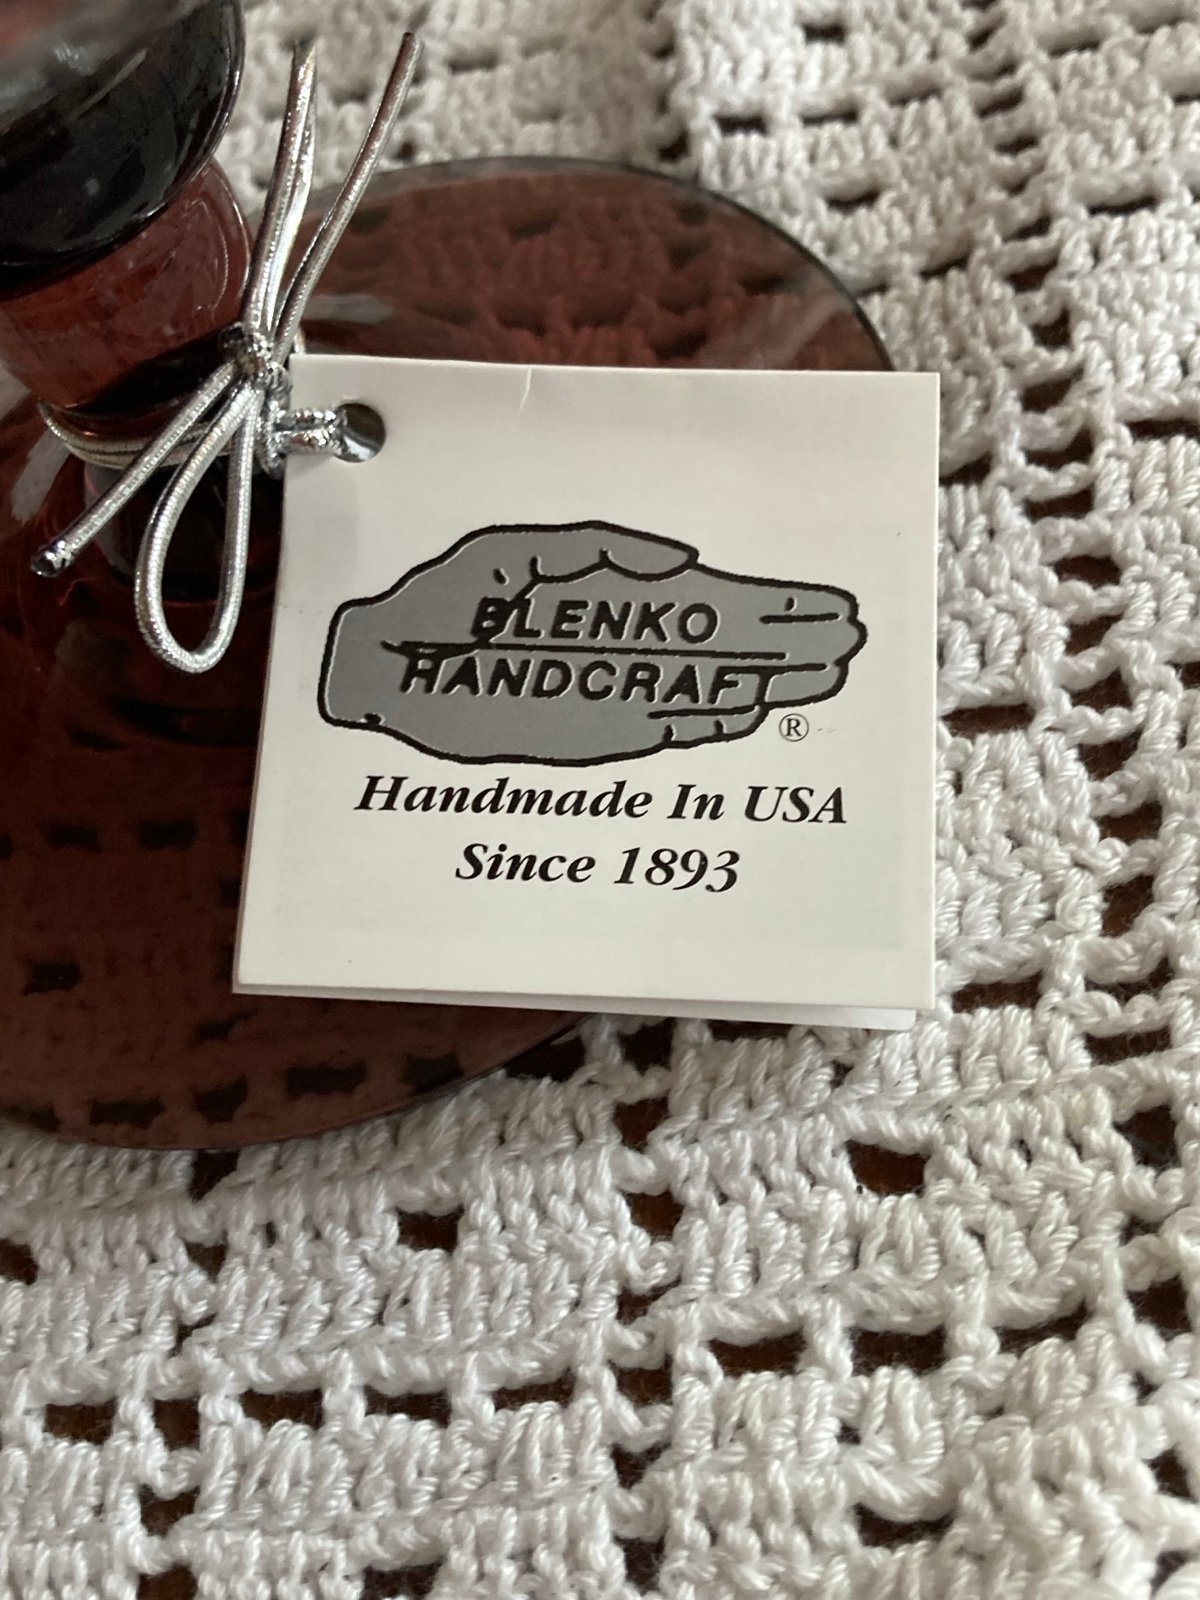 BLENKO
HANDCRAFT
®
Handmade In USA
Since 1893